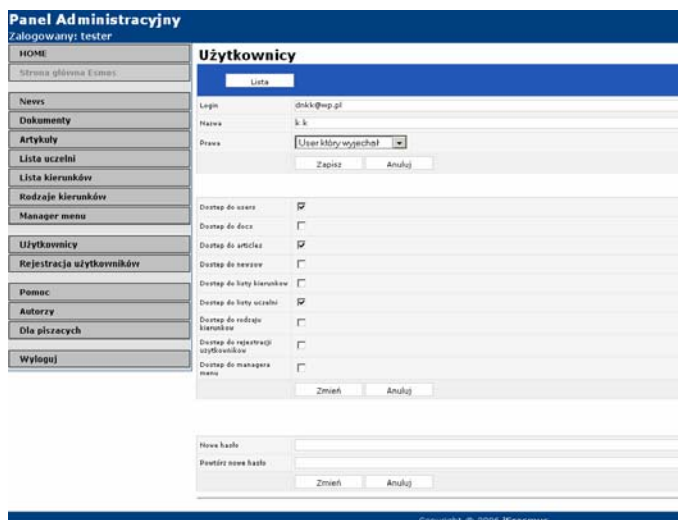 Panel Administracyjny
Zalogowany: tester
HOME
Strona główna Esmos
News
Dokumenty
Artykuły
Lista uczelni
Lista kierunków
Rodzaje kierunków
Manager menu
Użytkownicy
Rejestracja użytkowników
Pomoc
Autorzy
Dla piszacych
Wyloguj
Użytkownicy
Lista
Login dnkk@wp.pl
Nazwa k.k
Prawa User który wyjechał
Zapisz Anuluj
Dostep do users
Dostep do docs
Dostep do articles
Dostep do newsow
Dostep do listy kierunkow
Dostep do listy uczelni
Dostep do rodzaju
kierunkow
Dostep do rejestracji
uzytkownikow
Dostep do managera
menu
Zmień Anuluj
Nowe hasło
Powtórz nowe hasło
Zmień Anuluj
Copyright © 2006